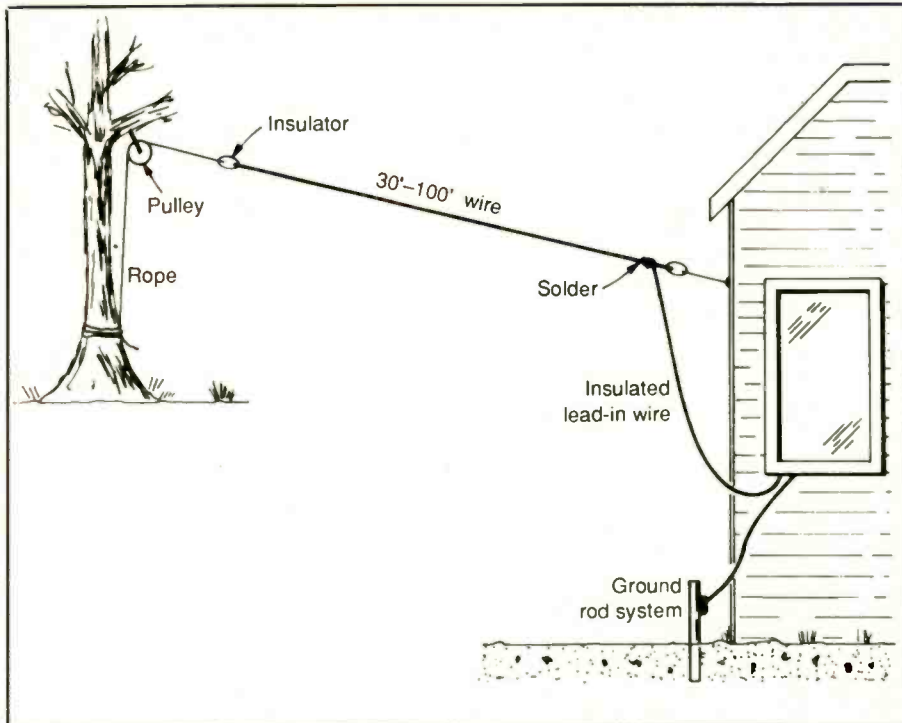 Insulator
30'–100' wire
Pulley
Rope
Solder
Insulated
lead-in wire
Ground
rod system